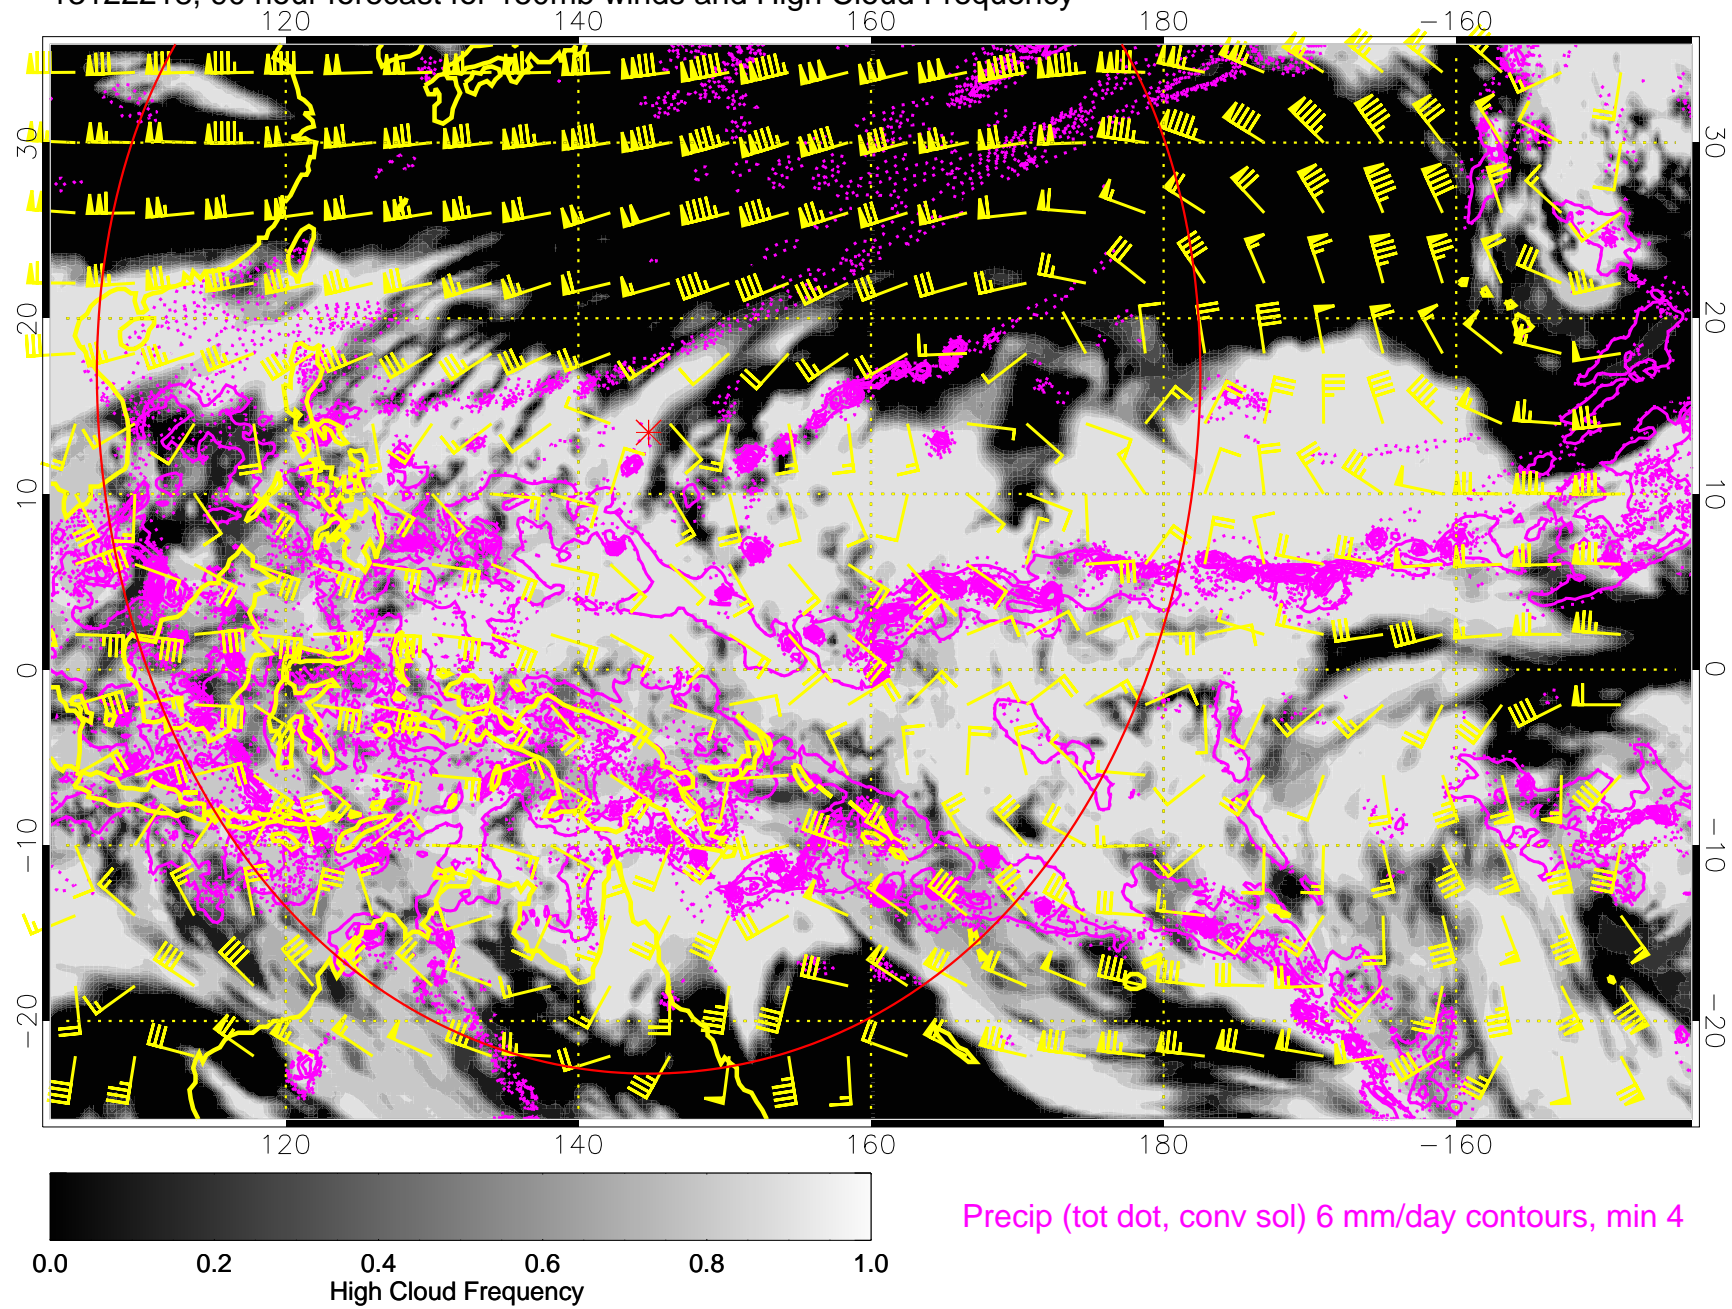 120 140 160 180 −160
30 30
20 20
10 10
0 0
−10 −10
−20 −20
120 140 160 180 −160
Precip (tot dot, conv sol) 6 mm/day contours, min 4
0.0 0.2 0.4 0.6 0.8 1.0
High Cloud Frequency